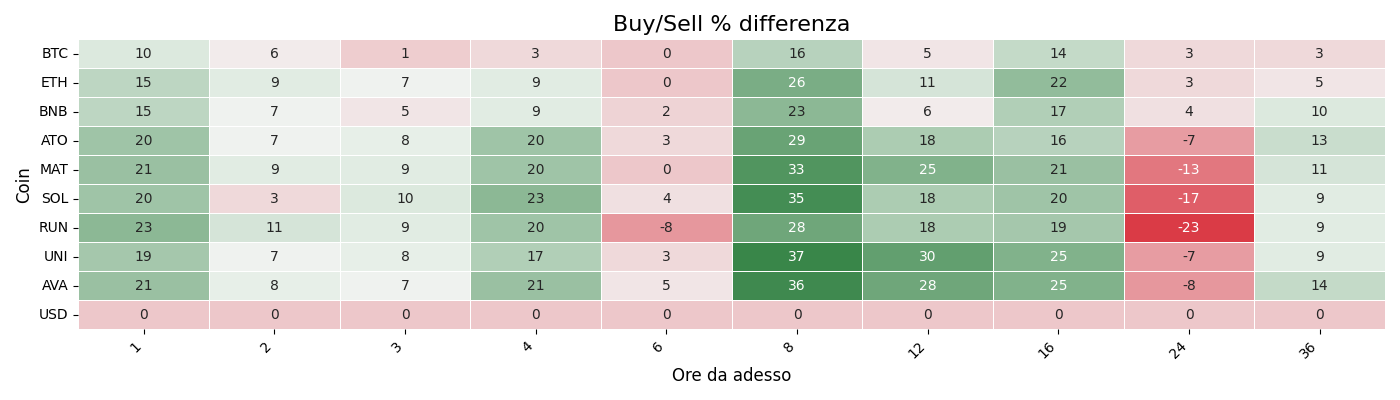 Buy/Sell % differenza
Coin
BTC 10 6 1 3 0 16 5 14 3 3
ETH 15 9 7 9 0 26 11 22 3 5
BNB 15 7 5 9 2 23 6 17 4 10
ATO 20 7 8 20 3 29 18 16 -7 13
MAT 21 9 9 20 0 33 25 21 -13 11
SOL 20 3 10 23 4 35 18 20 -17 9
RUN 23 11 9 20 -8 28 18 19 -23 9
UNI 19 7 8 17 3 37 30 25 -7 9
AVA 21 8 7 21 5 36 28 25 -8 14
USD 0 0 0 0 0 0 0 0 0 0
1 2 3 4 6 8 12 16 24 36
Ore da adesso